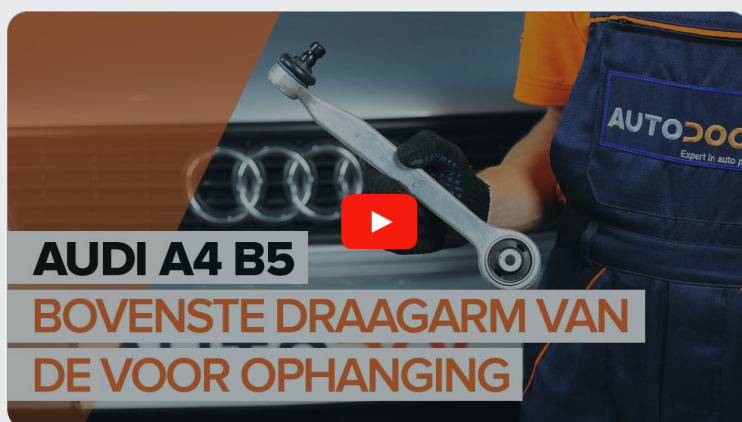 AUTODOC
Expert in auto p
AUDI A4 B5
BOVENSTE DRAAGARM VAN
DE VOOR OPHANGING